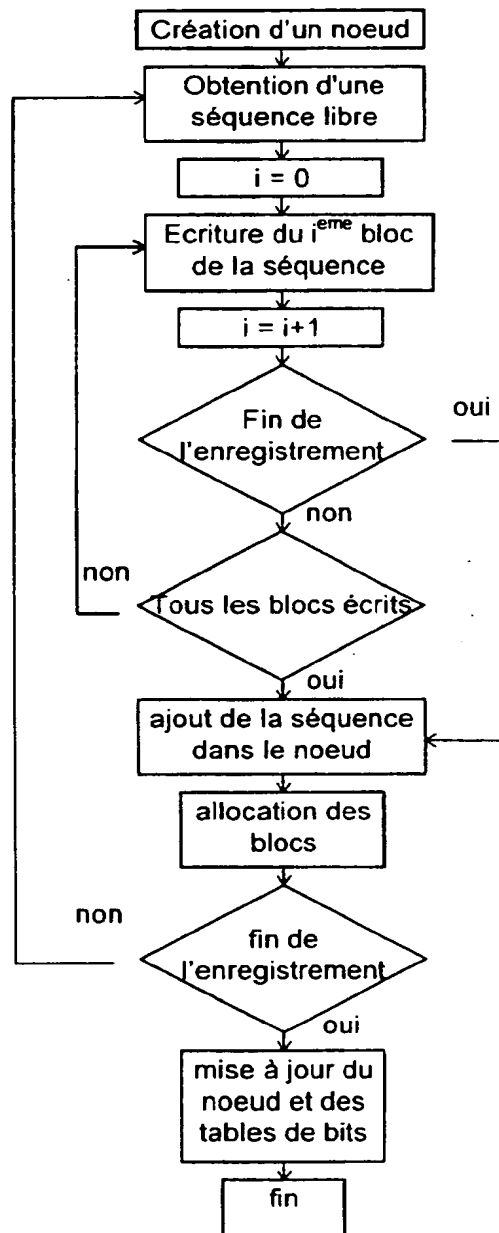 Création d'un noeud
Obtention d'une
séquence libre
i = 0
Ecriture du i^eme bloc
de la séquence
i = i+1
Fin de
l'enregistrement
oui
non
Tous les blocs écrits
non
oui
ajout de la séquence
dans le noeud
allocation des
blocs
fin de
l'enregistrement
non
oui
mise à jour du
noeud et des
tables de bits
fin